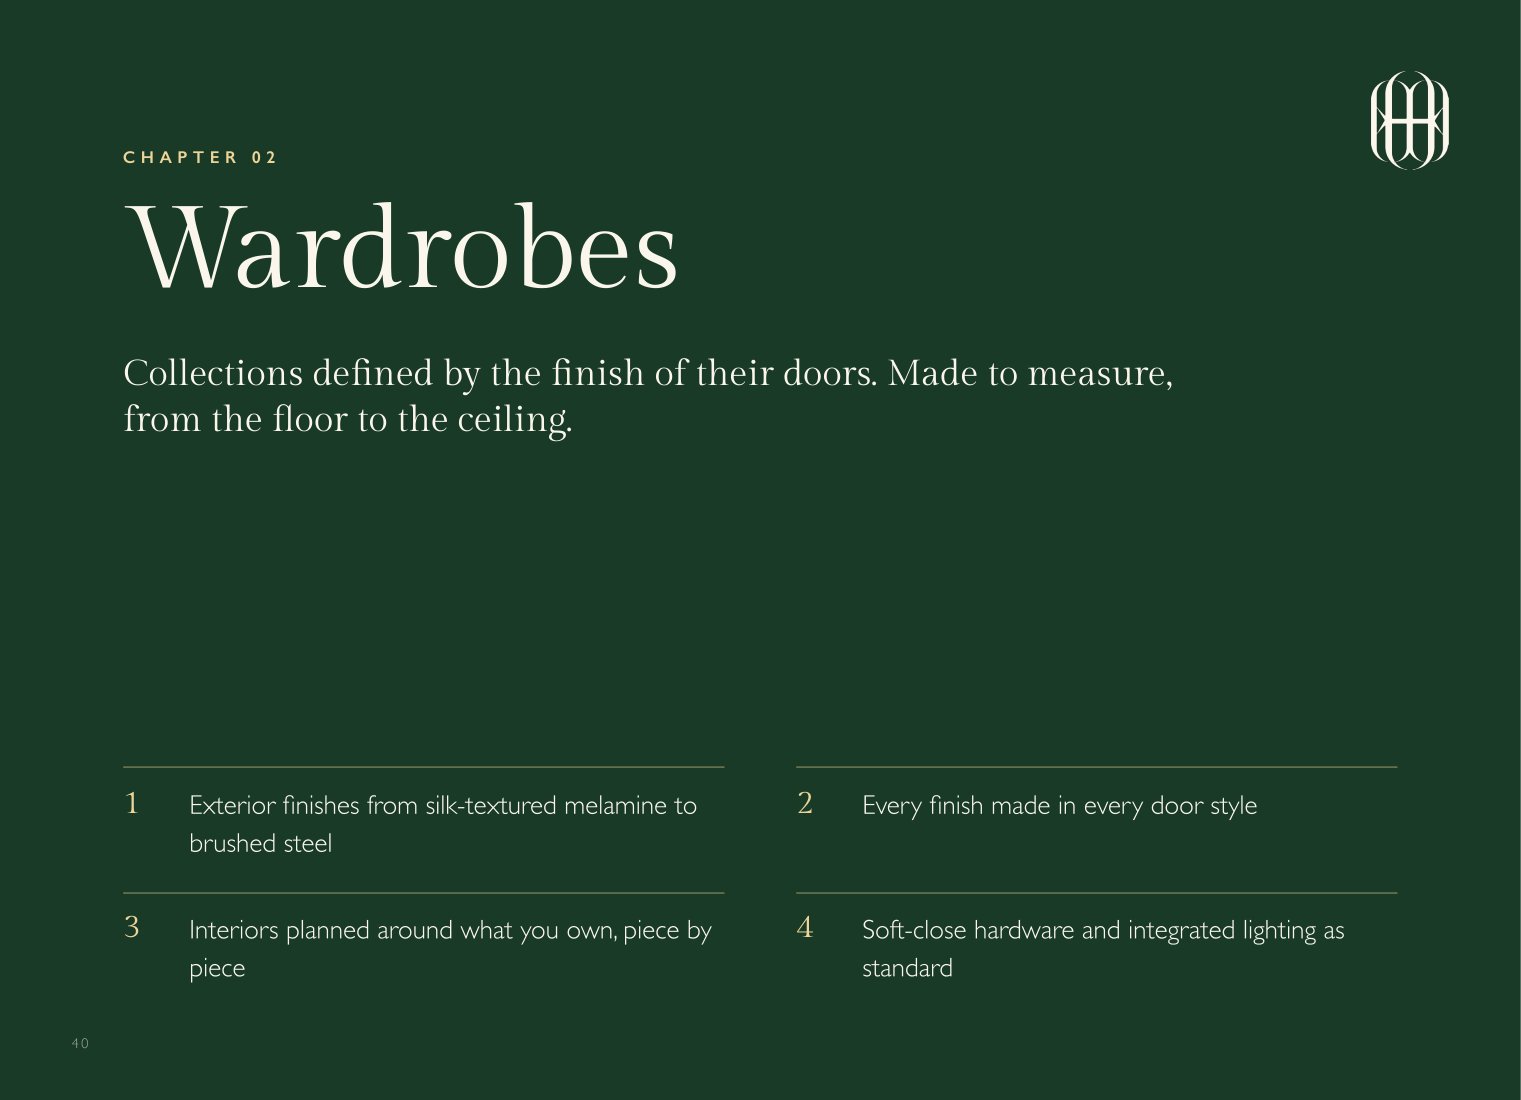 CHAPTER 02
Wardrobes
Collections defined by the finish of their doors. Made to measure,
from the floor to the ceiling.
1 Exterior finishes from silk-textured melamine to
brushed steel
2 Every finish made in every door style
3 Interiors planned around what you own, piece by
piece
4 Soft-close hardware and integrated lighting as
standard
40